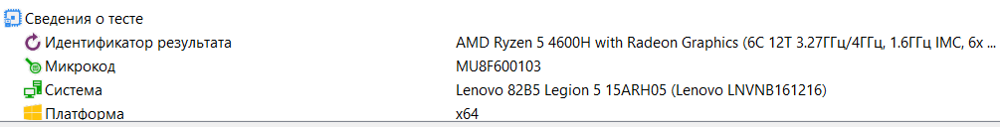 Сведения о тесте
Идентификатор результата AMD Ryzen 5 4600H with Radeon Graphics (6C 12T 3.27ГГц/4ГГц, 1.6ГГц IMC, 6x ...
Микрокод MU8F600103
Система Lenovo 82B5 Legion 5 15ARH05 (Lenovo LNVNB161216)
Платформа x64